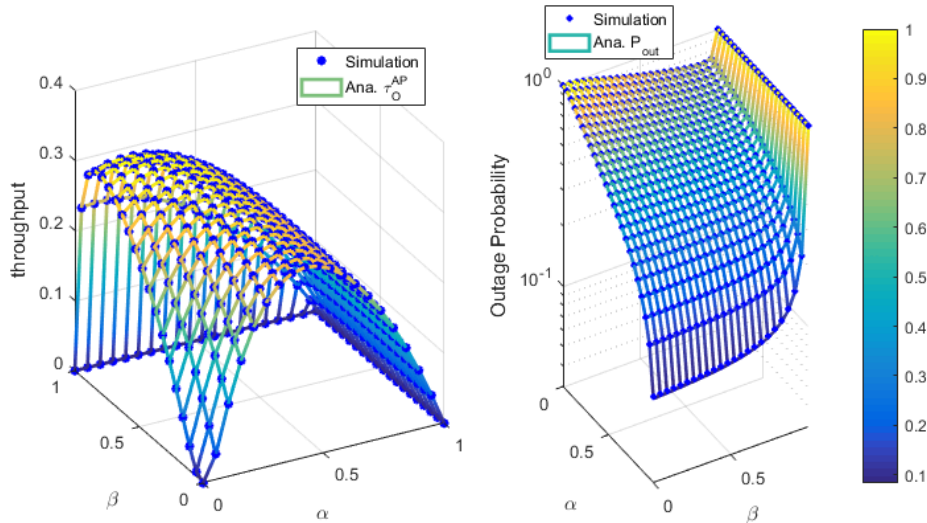 Simulation
Ana. τ_O^AP
throughput
0.4
0.3
0.2
0.1
0
1
0.5
0
β
0
0.5
1
α
Simulation
Ana. P_out
Outage Probability
10^0
10^-1
0
0.5
α
0
0.5
β
1
0.9
0.8
0.7
0.6
0.5
0.4
0.3
0.2
0.1